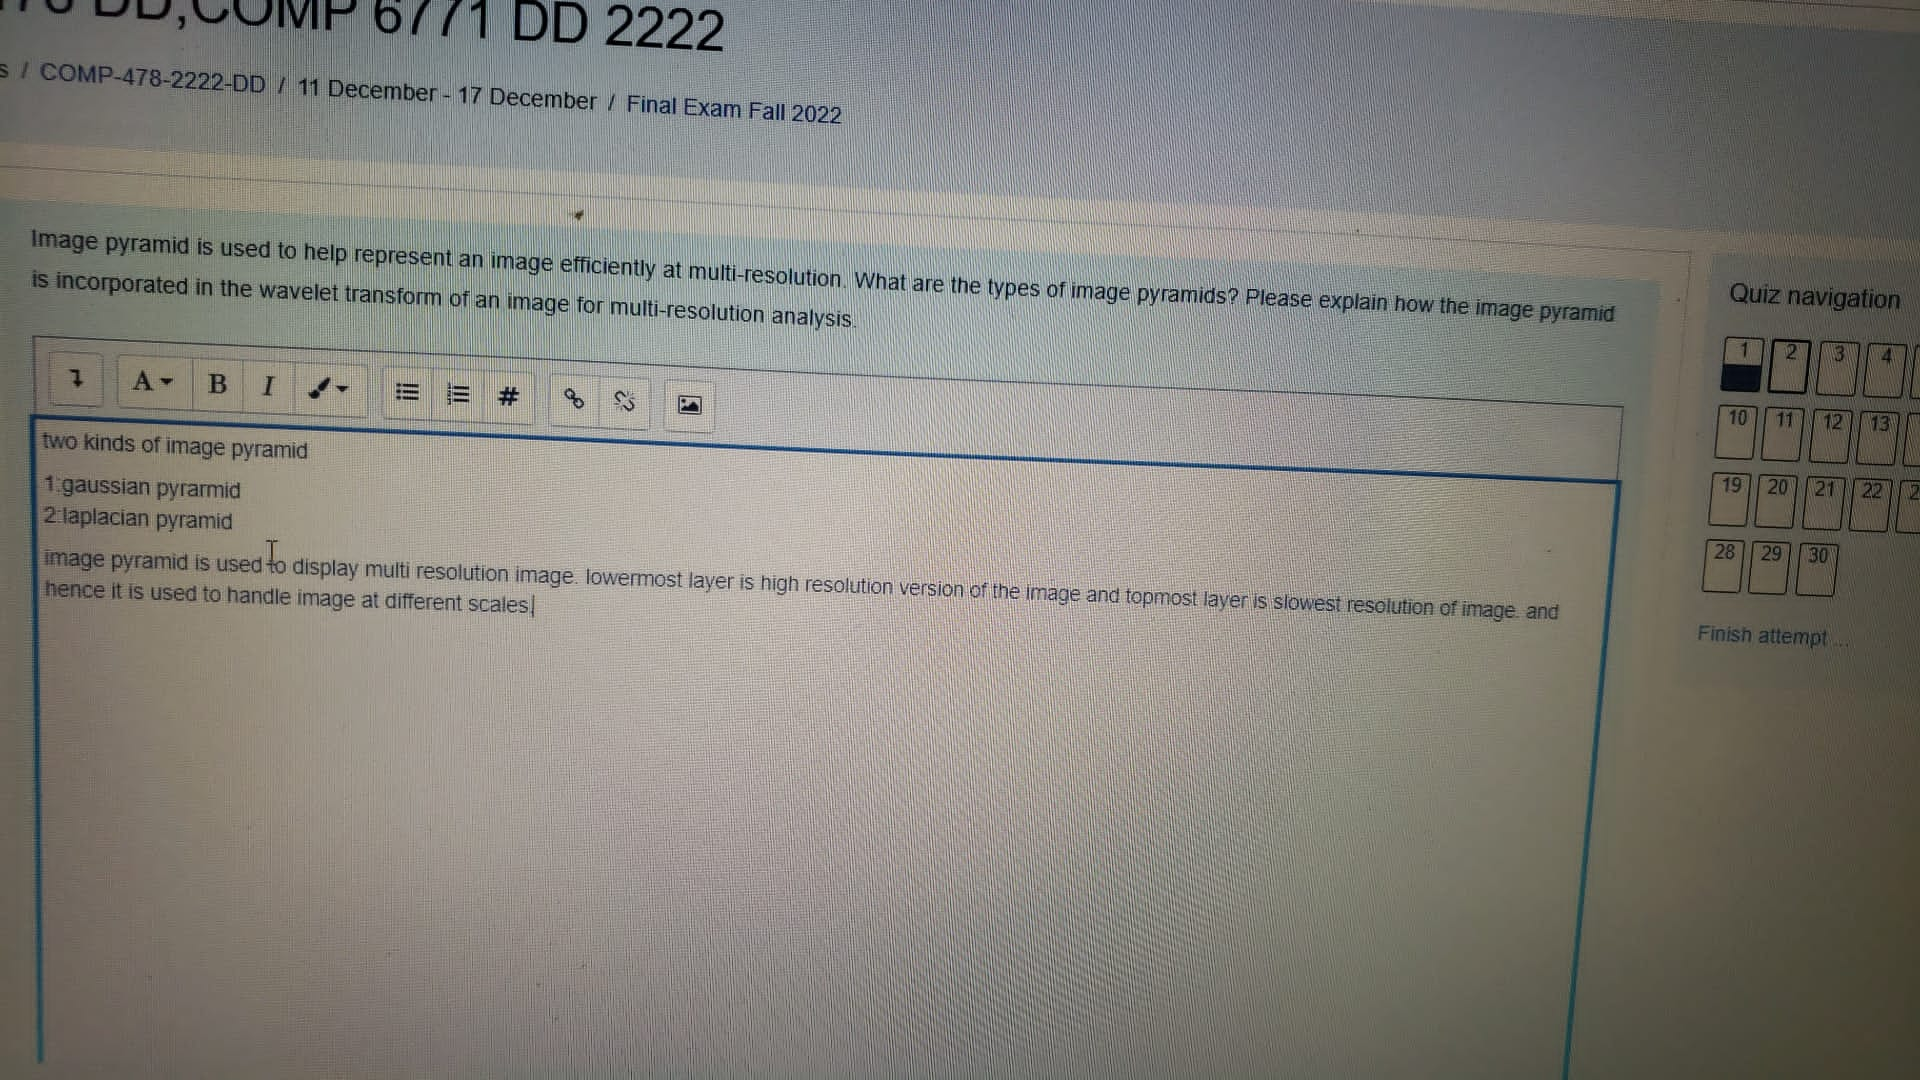 DD,COMP 6771 DD 2222
s / COMP-478-2222-DD / 11 December - 17 December / Final Exam Fall 2022
Image pyramid is used to help represent an image efficiently at multi-resolution. What are the types of image pyramids? Please explain how the image pyramid
is incorporated in the wavelet transform of an image for multi-resolution analysis.
A B I #
two kinds of image pyramid
1:gaussian pyrarmid
2:laplacian pyramid
image pyramid is used to display multi resolution image. lowermost layer is high resolution version of the image and topmost layer is slowest resolution of image. and
hence it is used to handle image at different scales
Quiz navigation
1 2 3 4
10 11 12 13
19 20 21 22 2
28 29 30
Finish attempt ...